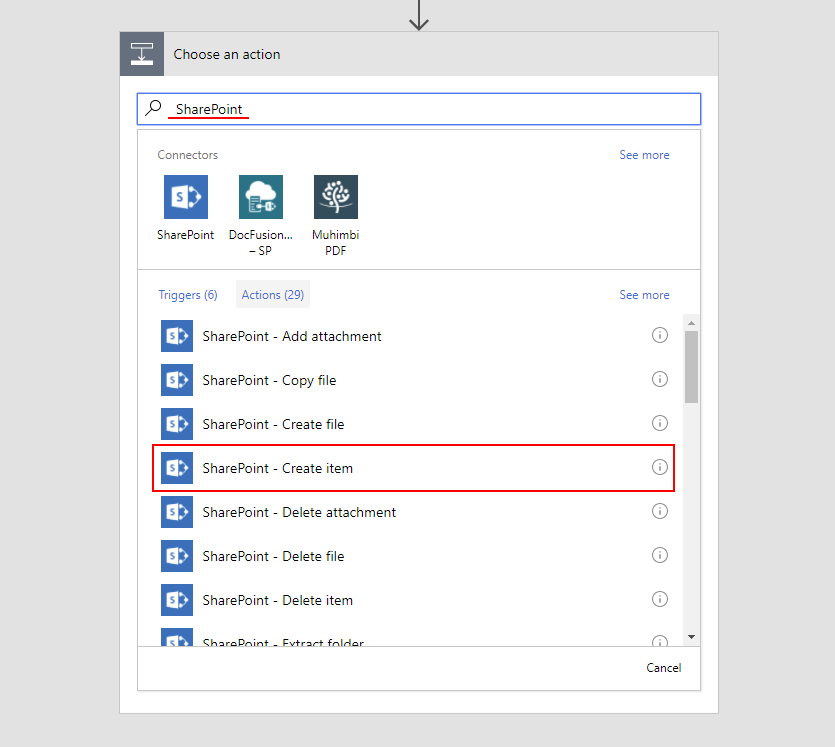 Choose an action
SharePoint
Connectors
See more
SharePoint
DocFusion...
– SP
Muhimbi
PDF
Triggers (6)
Actions (29)
See more
SharePoint - Add attachment
SharePoint - Copy file
SharePoint - Create file
SharePoint - Create item
SharePoint - Delete attachment
SharePoint - Delete file
SharePoint - Delete item
SharePoint - Extract folder
Cancel